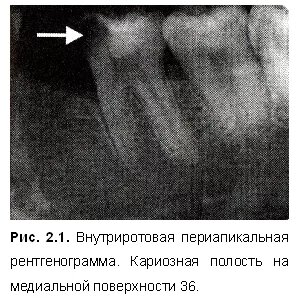 Рис. 2.1. Внутриротовая периапикальная
рентгенограмма. Кариозная полость на
медиальной поверхности 36.